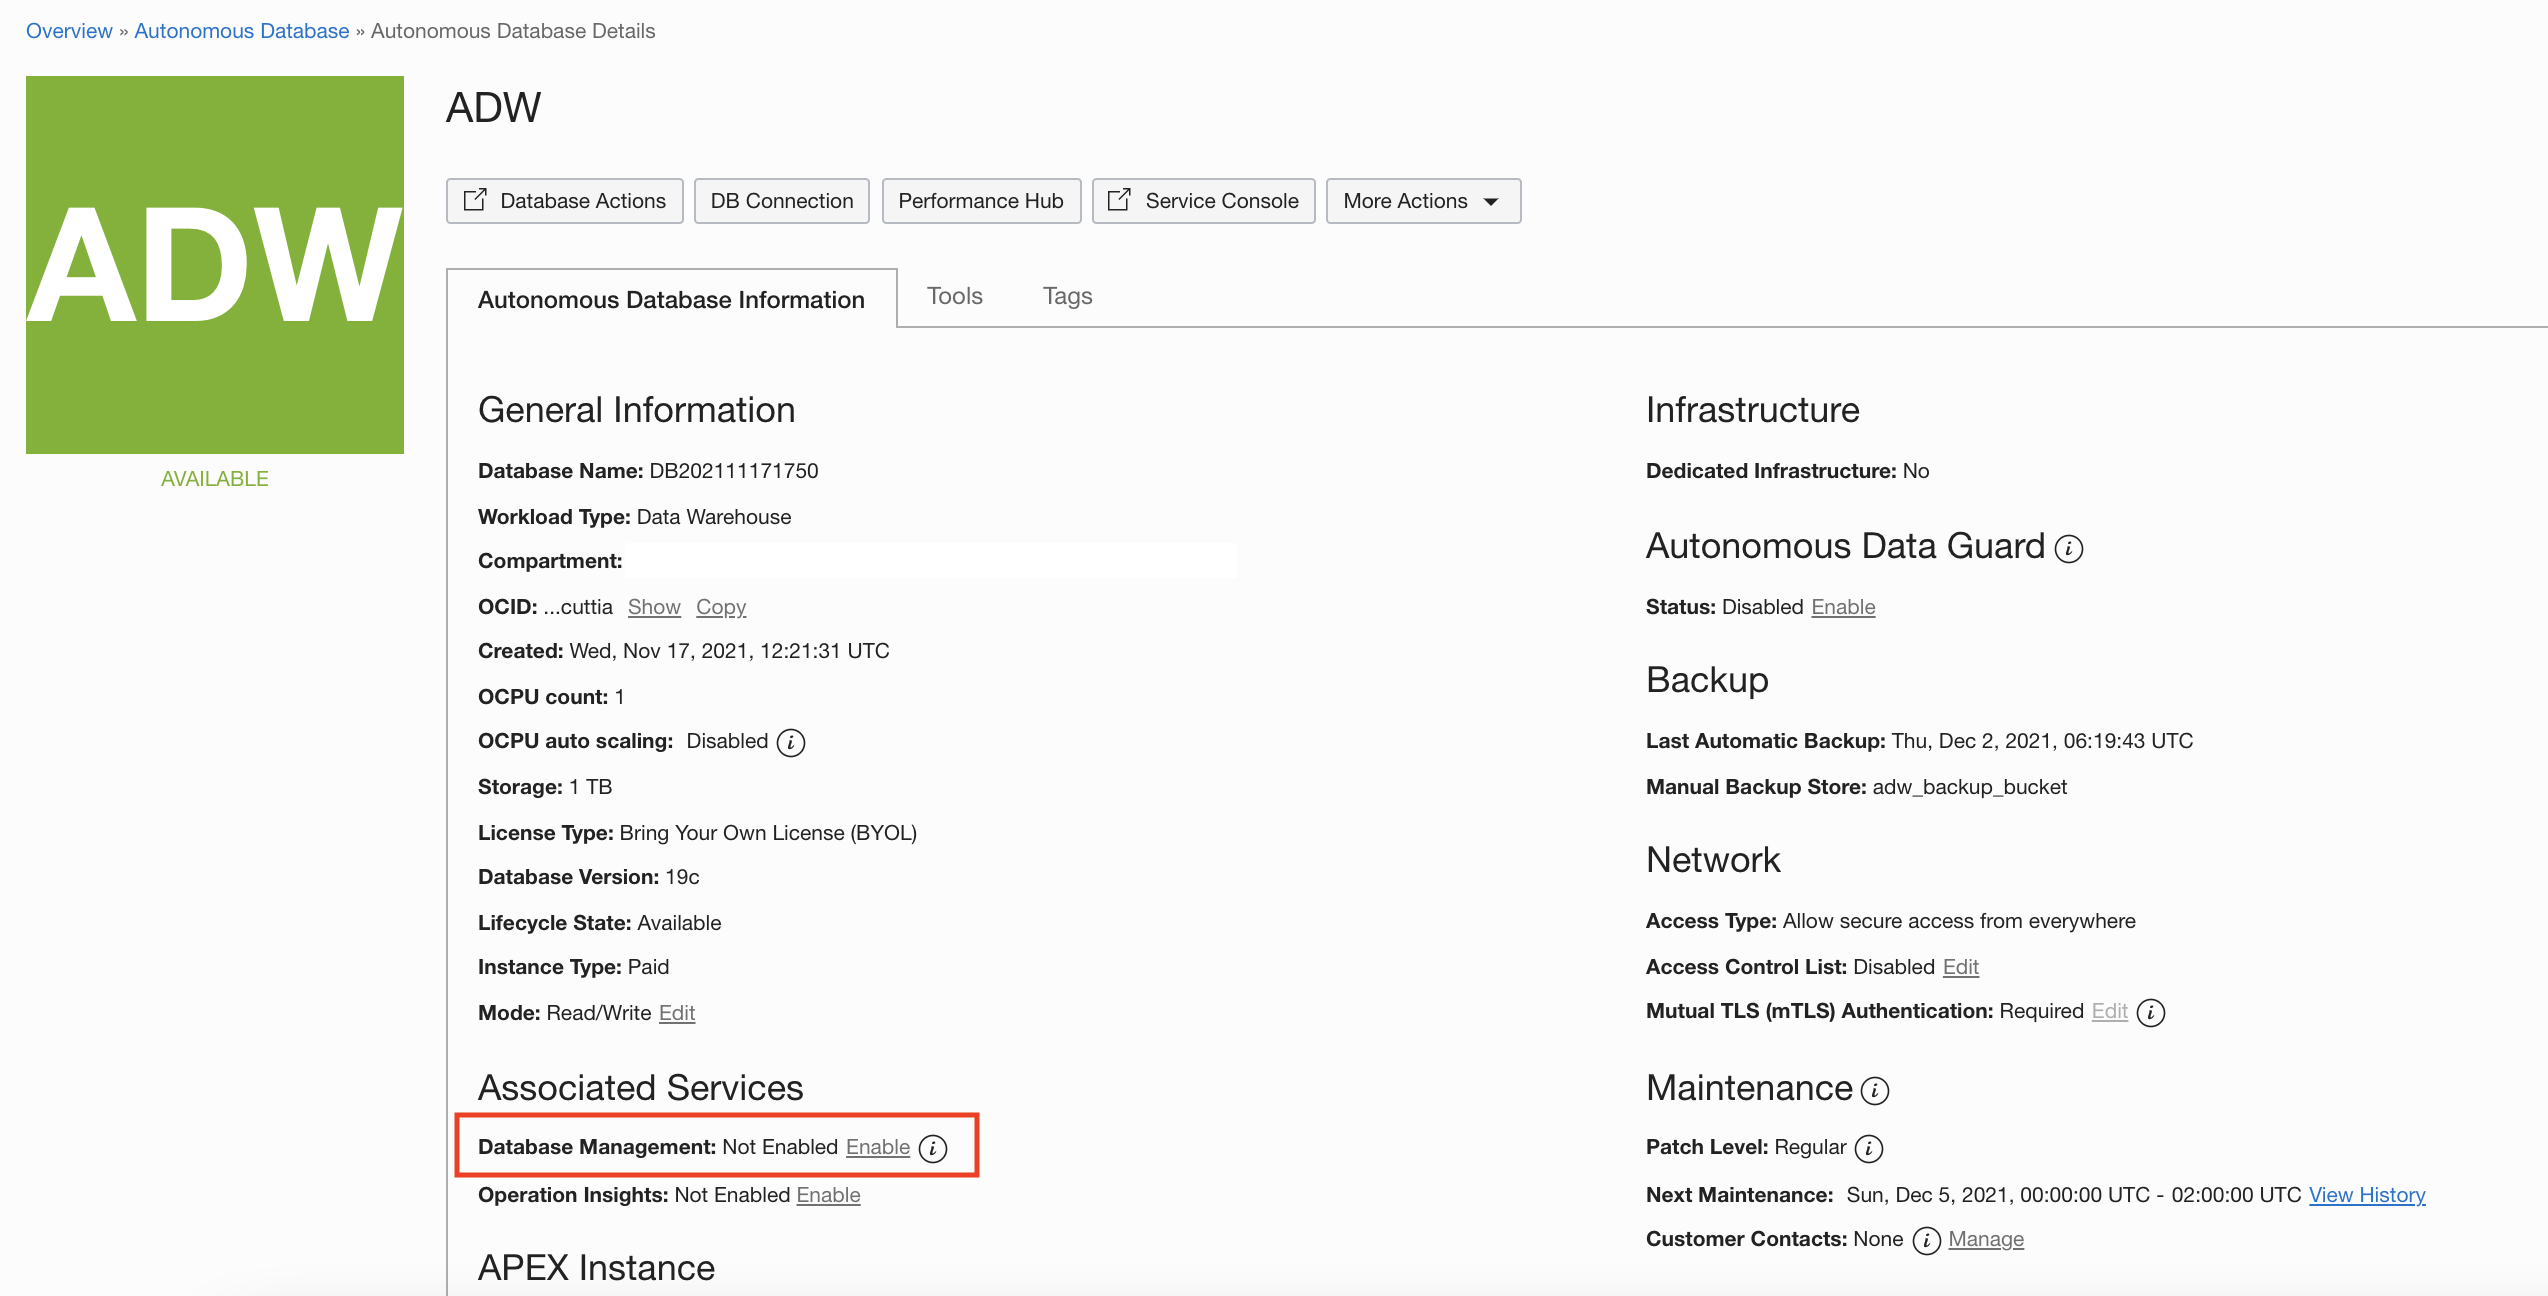 Overview » Autonomous Database » Autonomous Database Details
ADW
AVAILABLE
ADW
Database Actions
DB Connection
Performance Hub
Service Console
More Actions
Autonomous Database Information
Tools
Tags
General Information
Database Name: DB202111171750
Workload Type: Data Warehouse
Compartment:
OCID: ...cuttia Show Copy
Created: Wed, Nov 17, 2021, 12:21:31 UTC
OCPU count: 1
OCPU auto scaling: Disabled i
Storage: 1 TB
License Type: Bring Your Own License (BYOL)
Database Version: 19c
Lifecycle State: Available
Instance Type: Paid
Mode: Read/Write Edit
Associated Services
Database Management: Not Enabled Enable i
Operation Insights: Not Enabled Enable
APEX Instance
Infrastructure
Dedicated Infrastructure: No
Autonomous Data Guard i
Status: Disabled Enable
Backup
Last Automatic Backup: Thu, Dec 2, 2021, 06:19:43 UTC
Manual Backup Store: adw_backup_bucket
Network
Access Type: Allow secure access from everywhere
Access Control List: Disabled Edit
Mutual TLS (mTLS) Authentication: Required Edit i
Maintenance i
Patch Level: Regular i
Next Maintenance: Sun, Dec 5, 2021, 00:00:00 UTC - 02:00:00 UTC View History
Customer Contacts: None i Manage